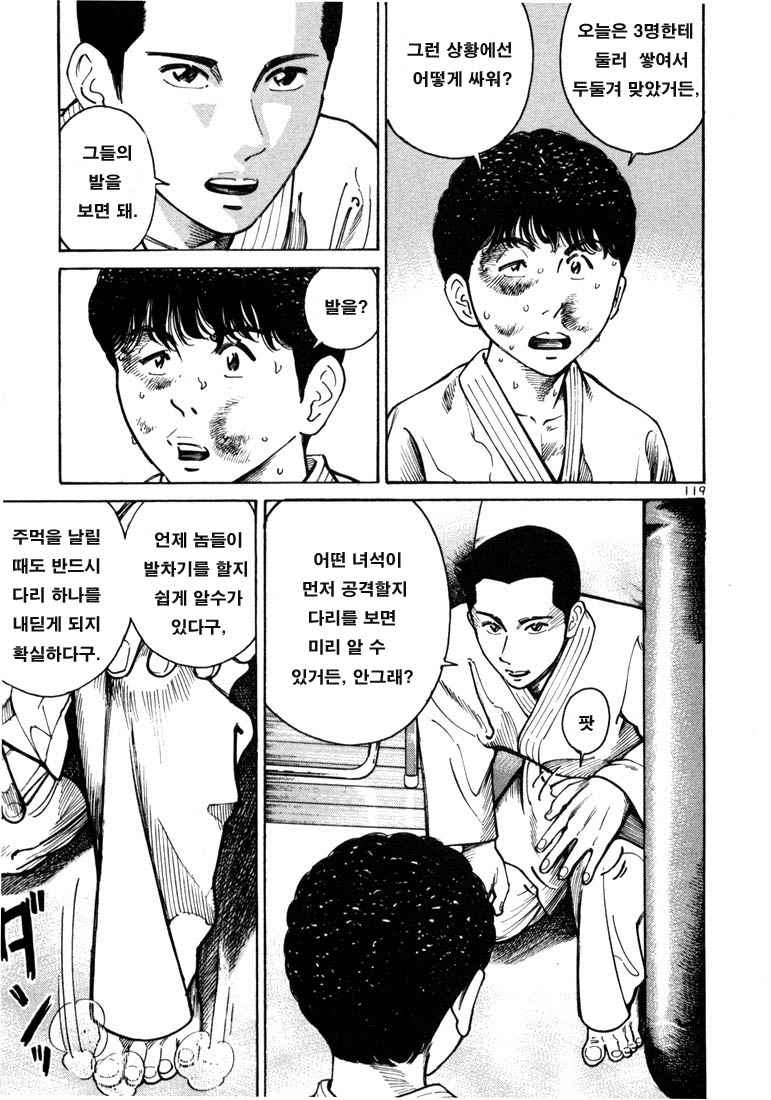 오늘은 3명한테
둘러 쌓여서
두둘겨 맞았거든,
그런 상황에선
어떻게 싸워?
그들의
발을
보면 돼.
발을?
119
어떤 녀석이
먼저 공격할지
다리를 보면
미리 알 수
있거든, 안그래?
팟
언제 놈들이
발차기를 할지
쉽게 알수가
있다구,
주먹을 날릴
때도 반드시
다리 하나를
내딛게 되지
확실하다구.
ダンッ